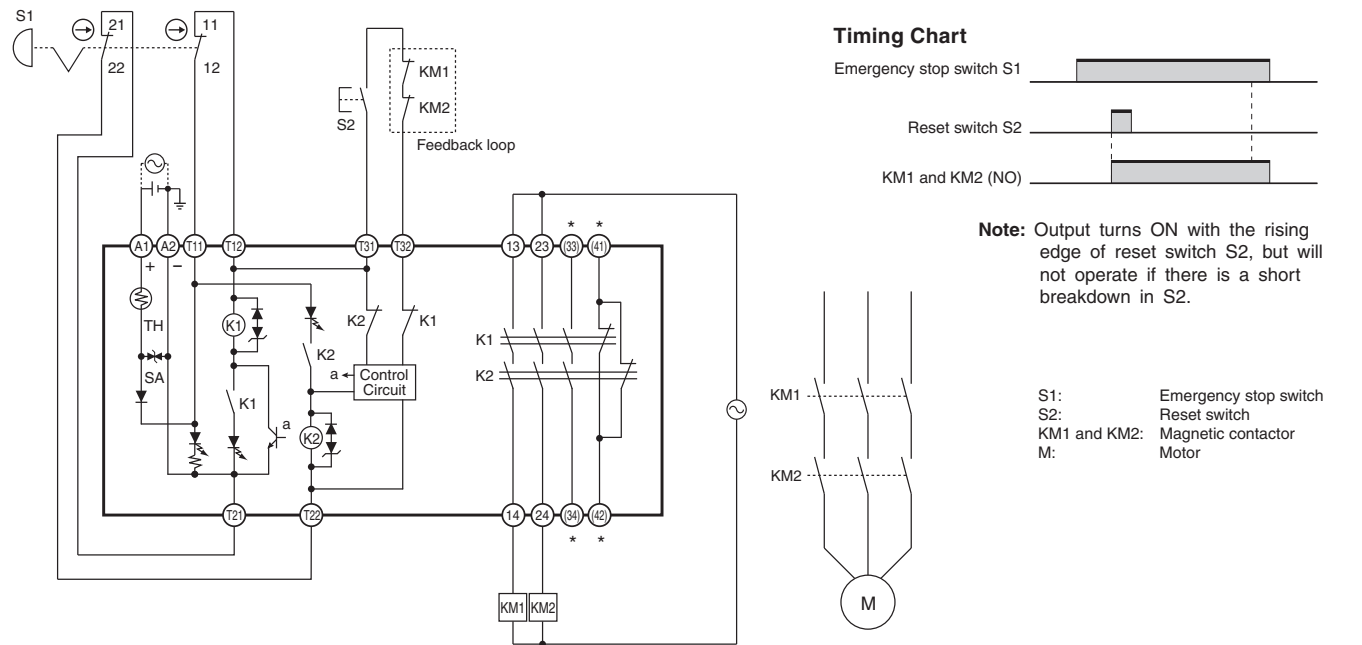 S1
21
22
11
12
S2
KM1
KM2
Feedback loop
A1
A2
T11
T12
T31
T32
13
23
*
(33)
*
(41)
+
−
TH
SA
K1
K1
a
K2
K2
K2
K1
a
Control
Circuit
K1
K2
T21
T22
14
24
(34)
*
(42)
*
KM1
KM2
Timing Chart
Emergency stop switch S1
Reset switch S2
KM1 and KM2 (NO)
Note: Output turns ON with the rising
edge of reset switch S2, but will
not operate if there is a short
breakdown in S2.
KM1
KM2
M
S1: Emergency stop switch
S2: Reset switch
KM1 and KM2: Magnetic contactor
M: Motor